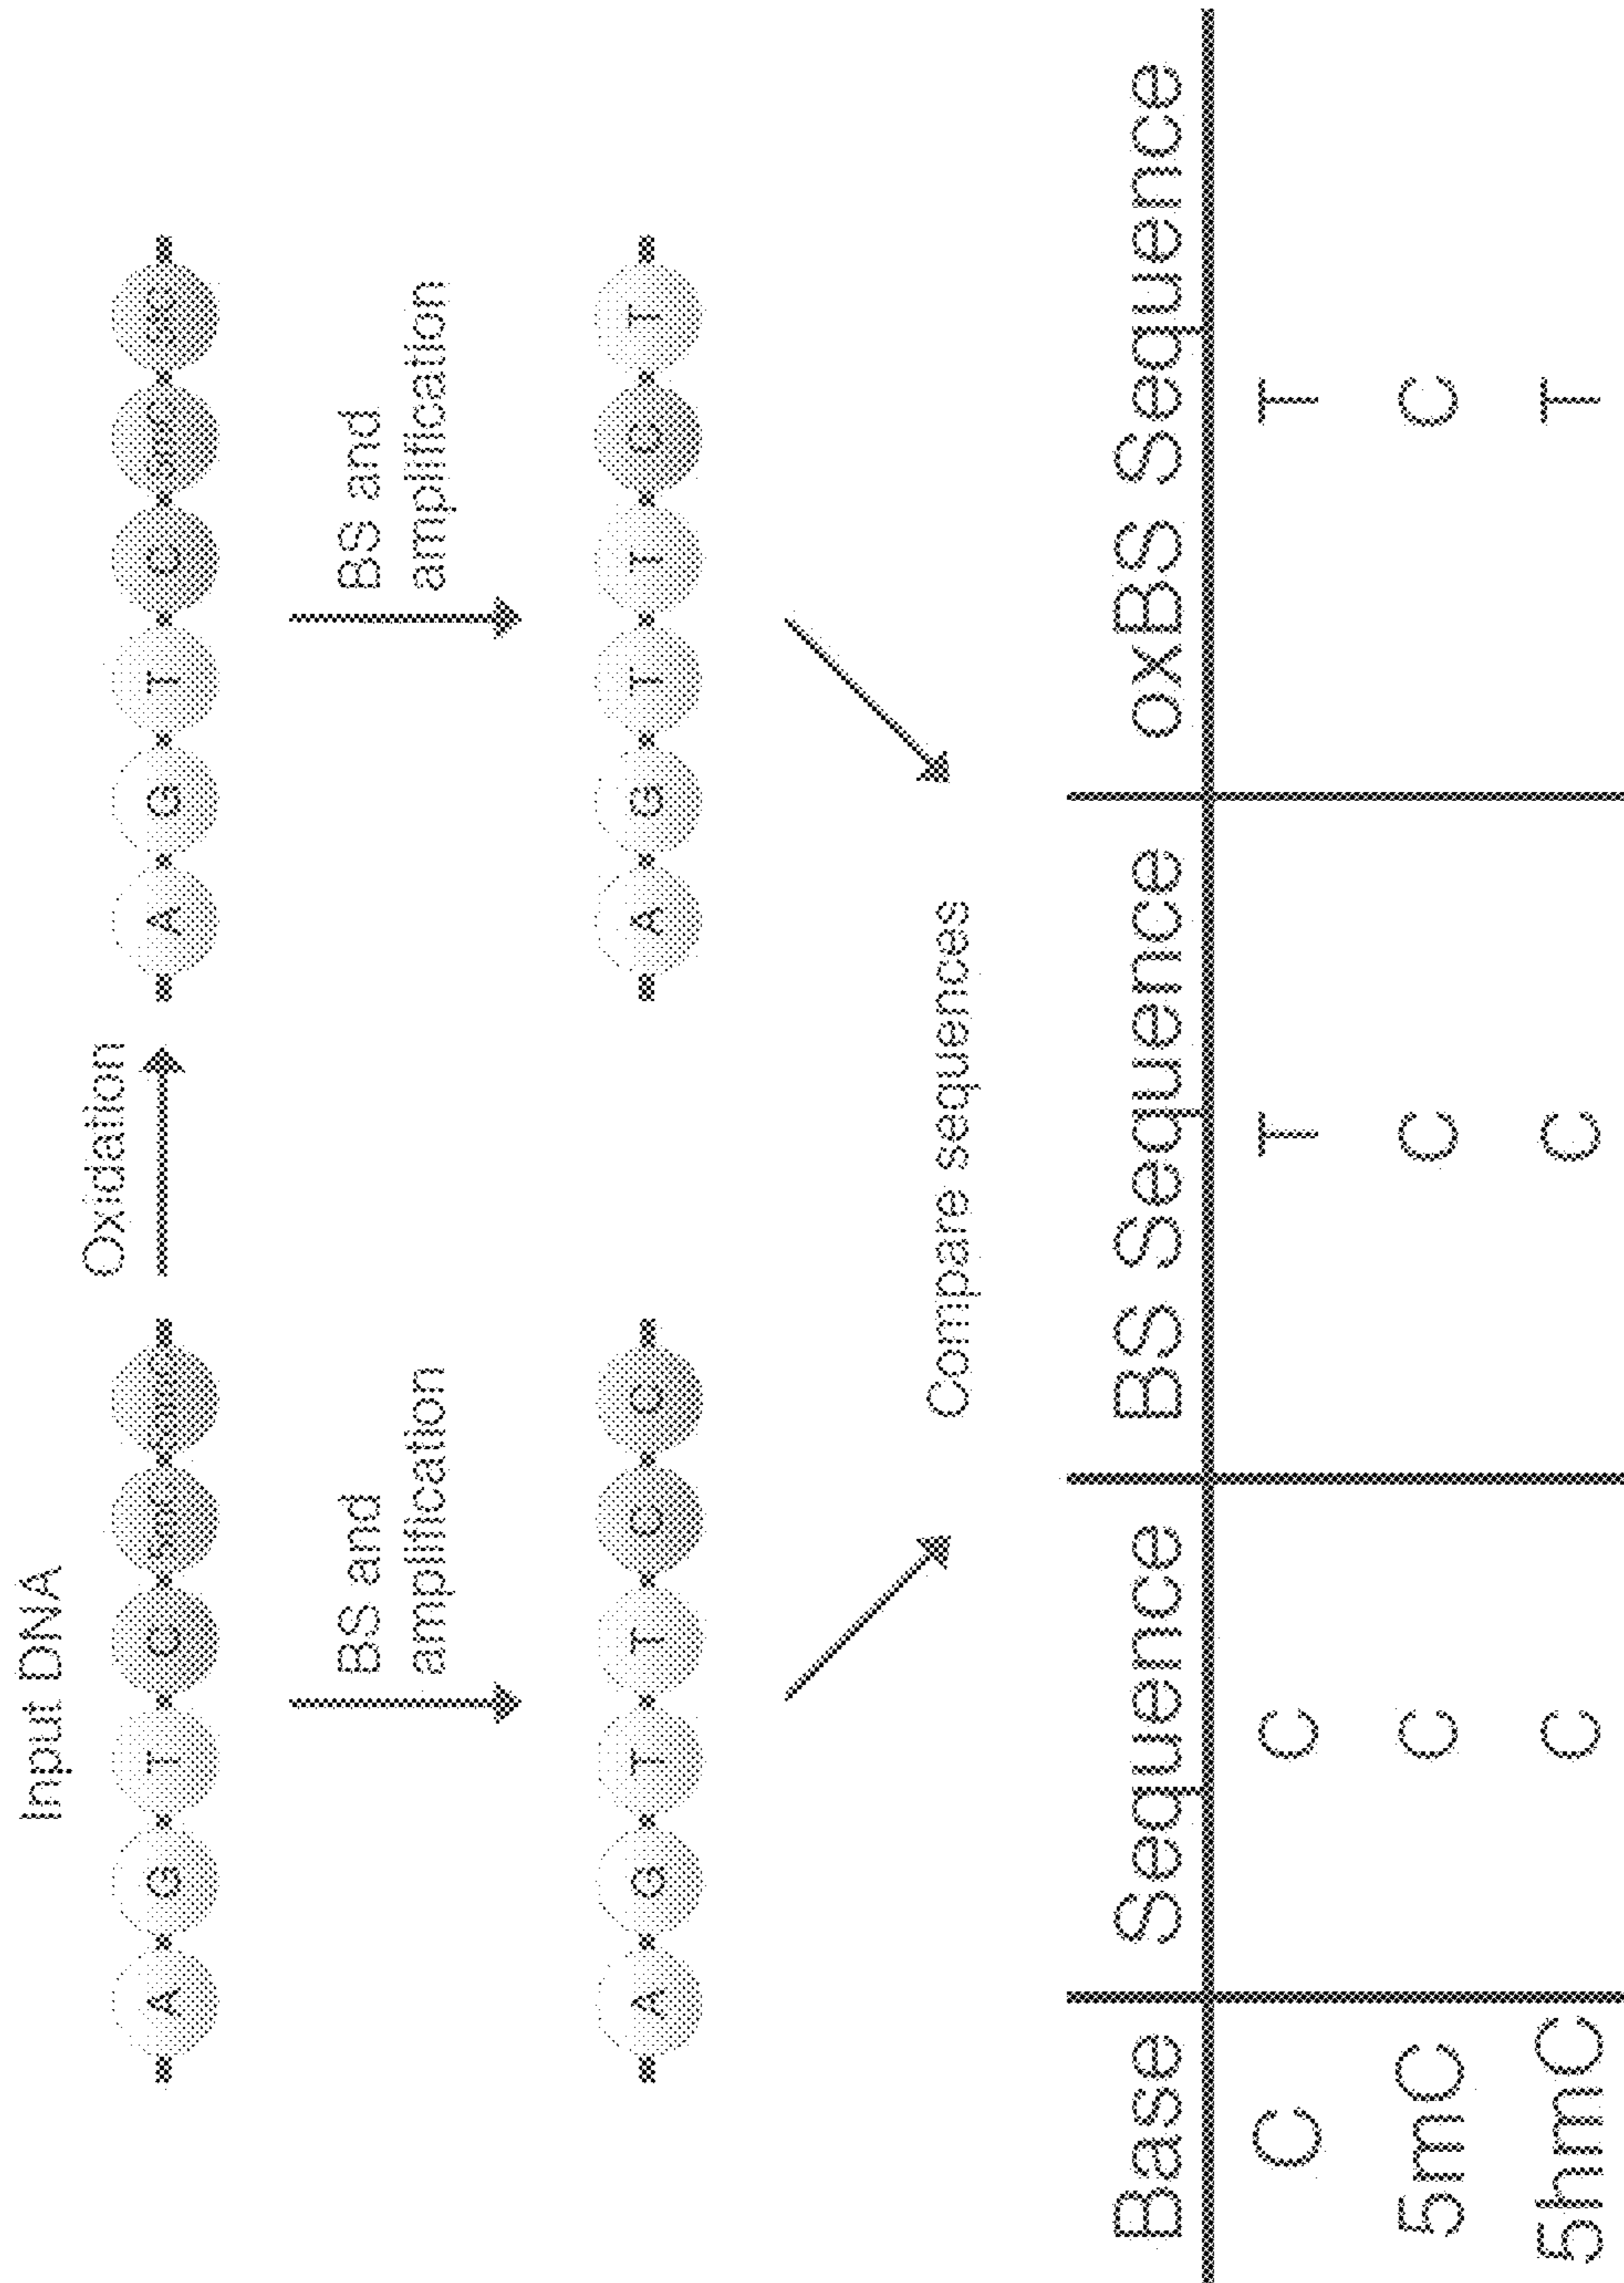 Input DNA
Oxidation
A G T C
A G T C
BS and
amplification
BS and
amplification
A G T T C C
A G T T C T
Compare sequences
Base Sequence BS Sequence oxBS Sequence
C C T T
5mC C C C
5hmC C C T